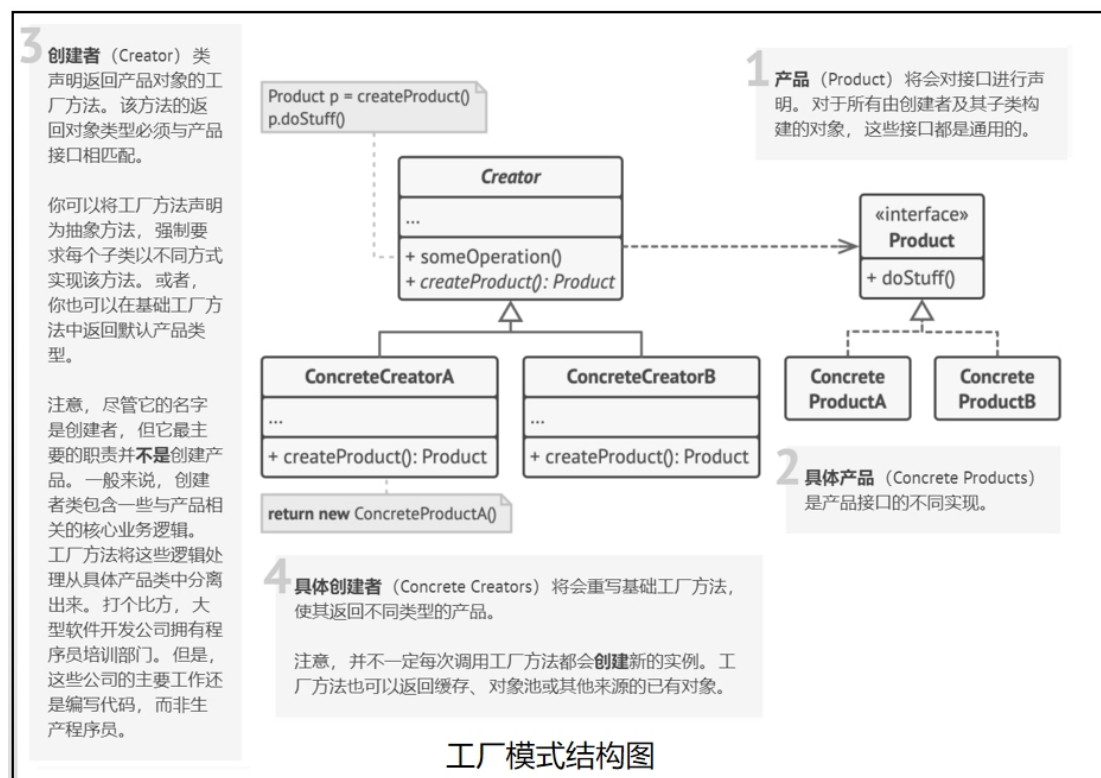 3
创建者（Creator）类
声明返回产品对象的工
厂方法。该方法的返
回对象类型必须与产品
接口相匹配。
你可以将工厂方法声明
为抽象方法，强制要
求每个子类以不同方式
实现该方法。或者，
你也可以在基础工厂方
法中返回默认产品类
型。
注意，尽管它的名字
是创建者，但它最主
要的职责并不是创建产
品。一般来说，创建
者类包含一些与产品相
关的核心业务逻辑。
工厂方法将这些逻辑处
理从具体产品类中分离
出来。打个比方，大
型软件开发公司拥有程
序员培训部门。但是，
这些公司的主要工作还
是编写代码，而非生
产程序员。
Product p = createProduct()
p.doStuff()
1
产品（Product）将会对接口进行声
明。对于所有由创建者及其子类构
建的对象，这些接口都是通用的。
Creator
...
+ someOperation()
+ createProduct(): Product
«interface»
Product
+ doStuff()
ConcreteCreatorA
...
+ createProduct(): Product
ConcreteCreatorB
...
+ createProduct(): Product
Concrete
ProductA
Concrete
ProductB
return new ConcreteProductA()
2
具体产品（Concrete Products）
是产品接口的不同实现。
4
具体创建者（Concrete Creators）将会重写基础工厂方法，
使其返回不同类型的产品。
注意，并不一定每次调用工厂方法都会创建新的实例。工
厂方法也可以返回缓存、对象池或其他来源的已有对象。
工厂模式结构图